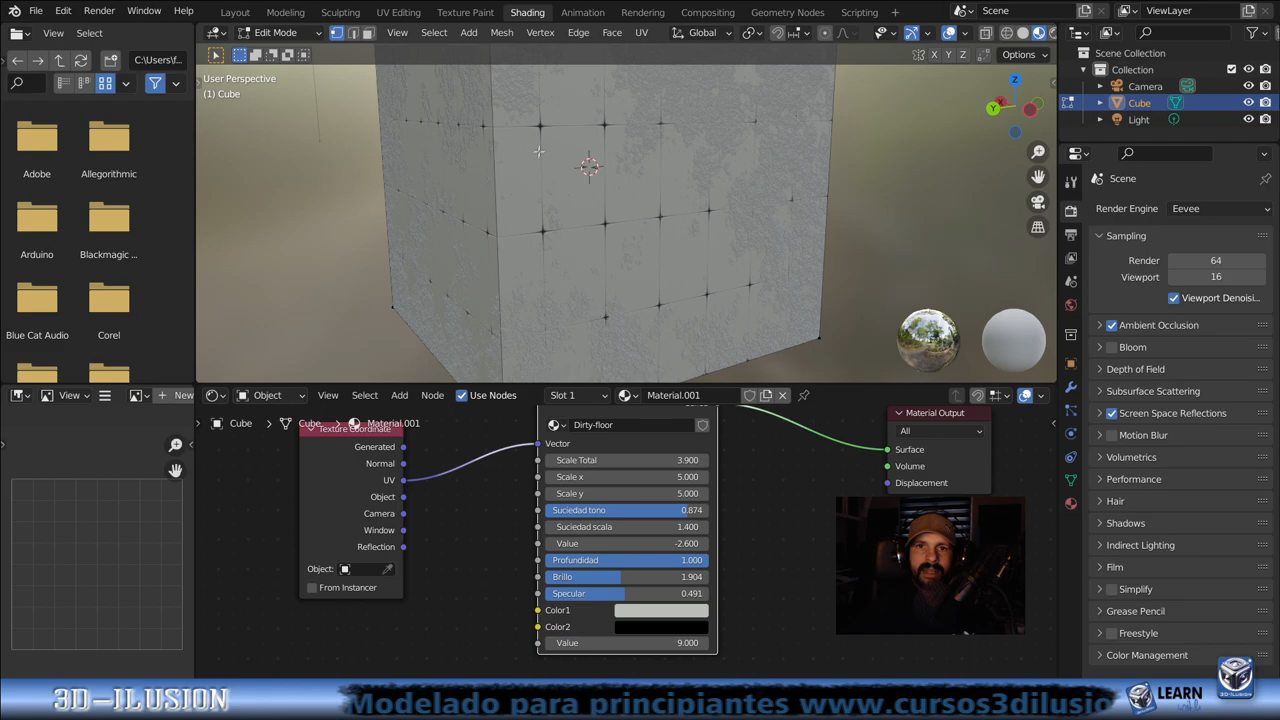 File Edit Render Window Help
Layout Modeling Sculpting UV Editing Texture Paint Shading Animation Rendering Compositing Geometry Nodes Scripting
Scene
ViewLayer
View Select
C:\Users\f...
Adobe
Allegorithmic
Arduino
Blackmagic ...
Blue Cat Audio
Corel
Edit Mode View Select Add Mesh Vertex Edge Face UV Global
X Y Z Options
User Perspective
(1) Cube
Z
X
Y
Scene Collection
Collection
Camera
Cube
Light
Scene
Render Engine Eevee
Sampling
Render 64
Viewport 16
Viewport Denoisi...
Ambient Occlusion
Bloom
Depth of Field
Subsurface Scattering
Screen Space Reflections
Motion Blur
Volumetrics
Performance
Hair
Shadows
Indirect Lighting
Film
Simplify
Grease Pencil
Freestyle
Color Management
View New
Object View Select Add Node Use Nodes Slot 1 Material.001
Cube > Cube > Material.001
Texture Coordinate
Generated
Normal
UV
Object
Camera
Window
Reflection
Object:
From Instancer
Dirty-floor
Vector
Scale Total 3.900
Scale x 5.000
Scale y 5.000
Suciedad tono 0.874
Suciedad scala 1.400
Value -2.600
Profundidad 1.000
Brillo 1.904
Specular 0.491
Color1
Color2
Value 9.000
Material Output
All
Surface
Volume
Displacement
3D-ILUSION
Modelado para principiantes www.cursos3dilusio
LEARN